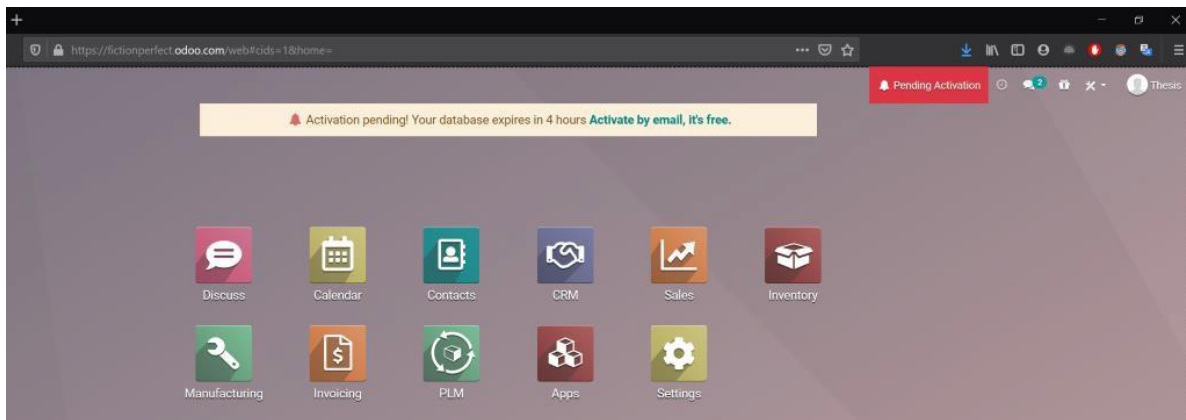 https://fictionperfect.odoo.com/web#cids=1&home=
Pending Activation
2
Thesis
Activation pending! Your database expires in 4 hours Activate by email, it's free.
Discuss Calendar Contacts CRM Sales Inventory
Manufacturing Invoicing PLM Apps Settings